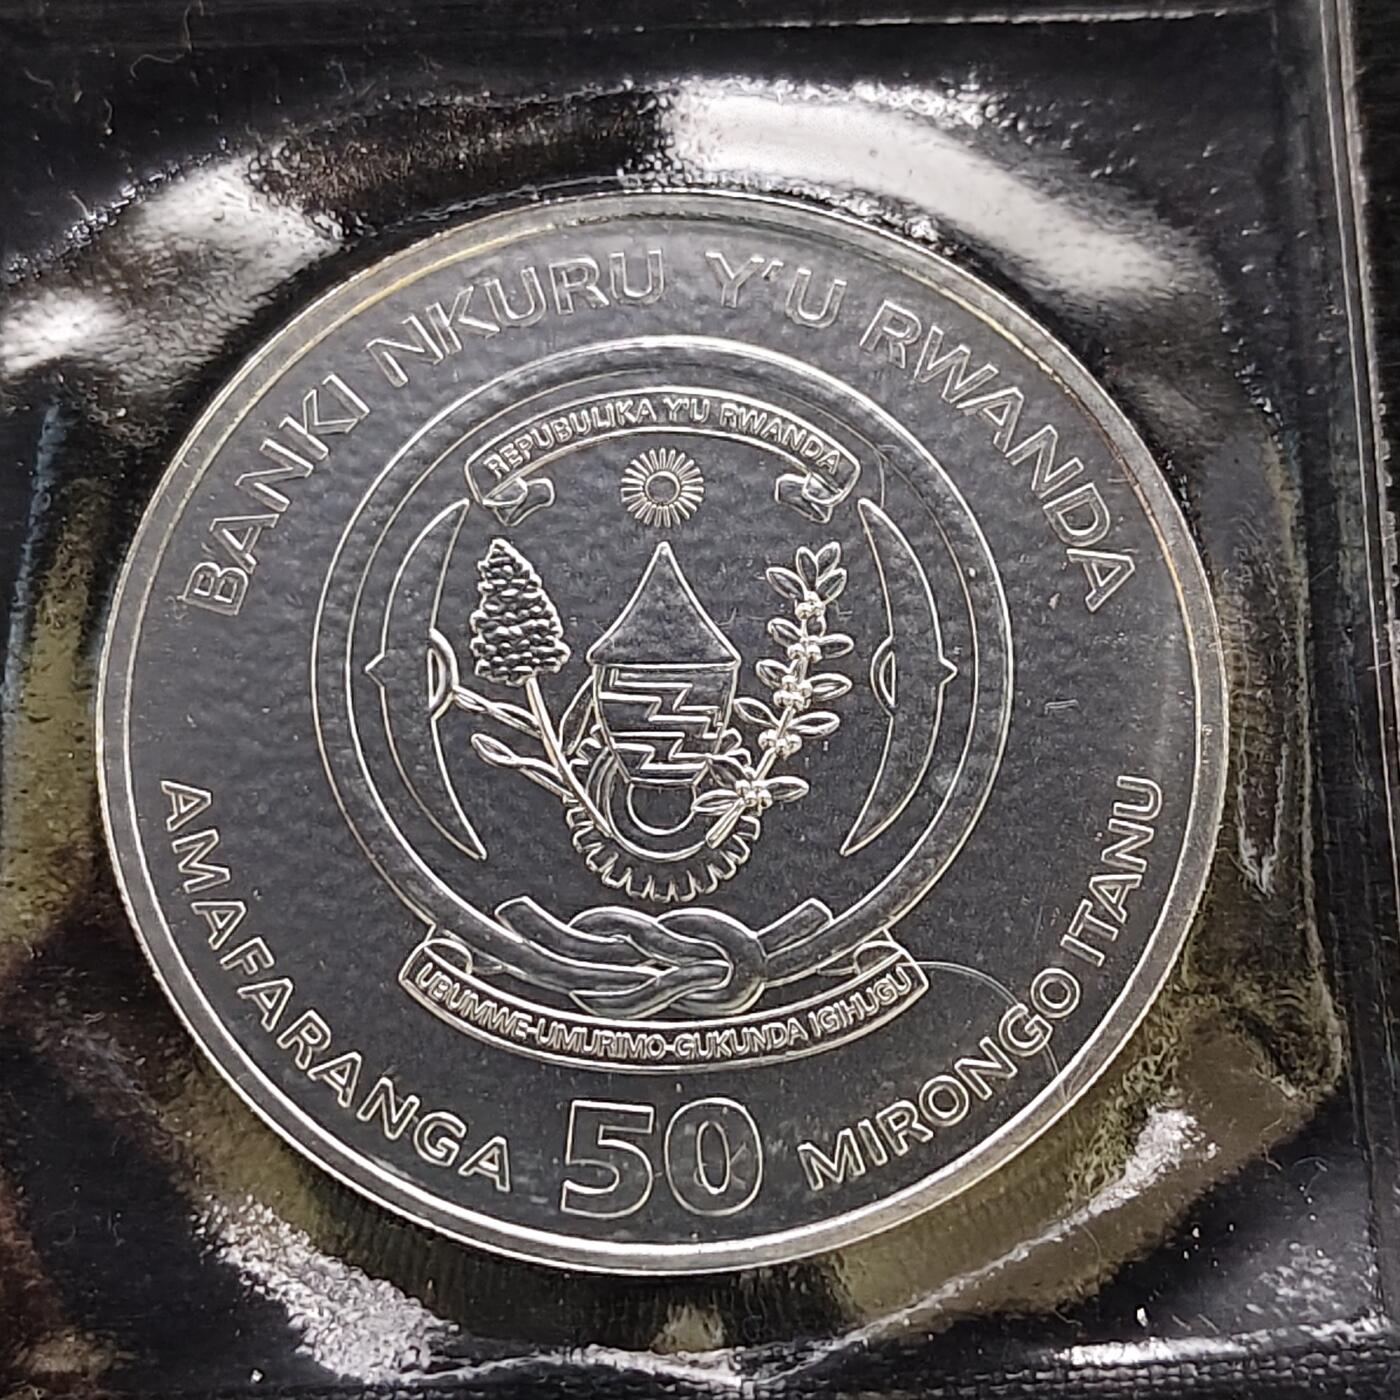 BANKI NKURU Y'U RWANDA
REPUBULIKA Y'U RWANDA
UBUMWE-UMURIMO-GUKUNDA IGIHUGU
AMAFARANGA 50 MIRONGO ITANU